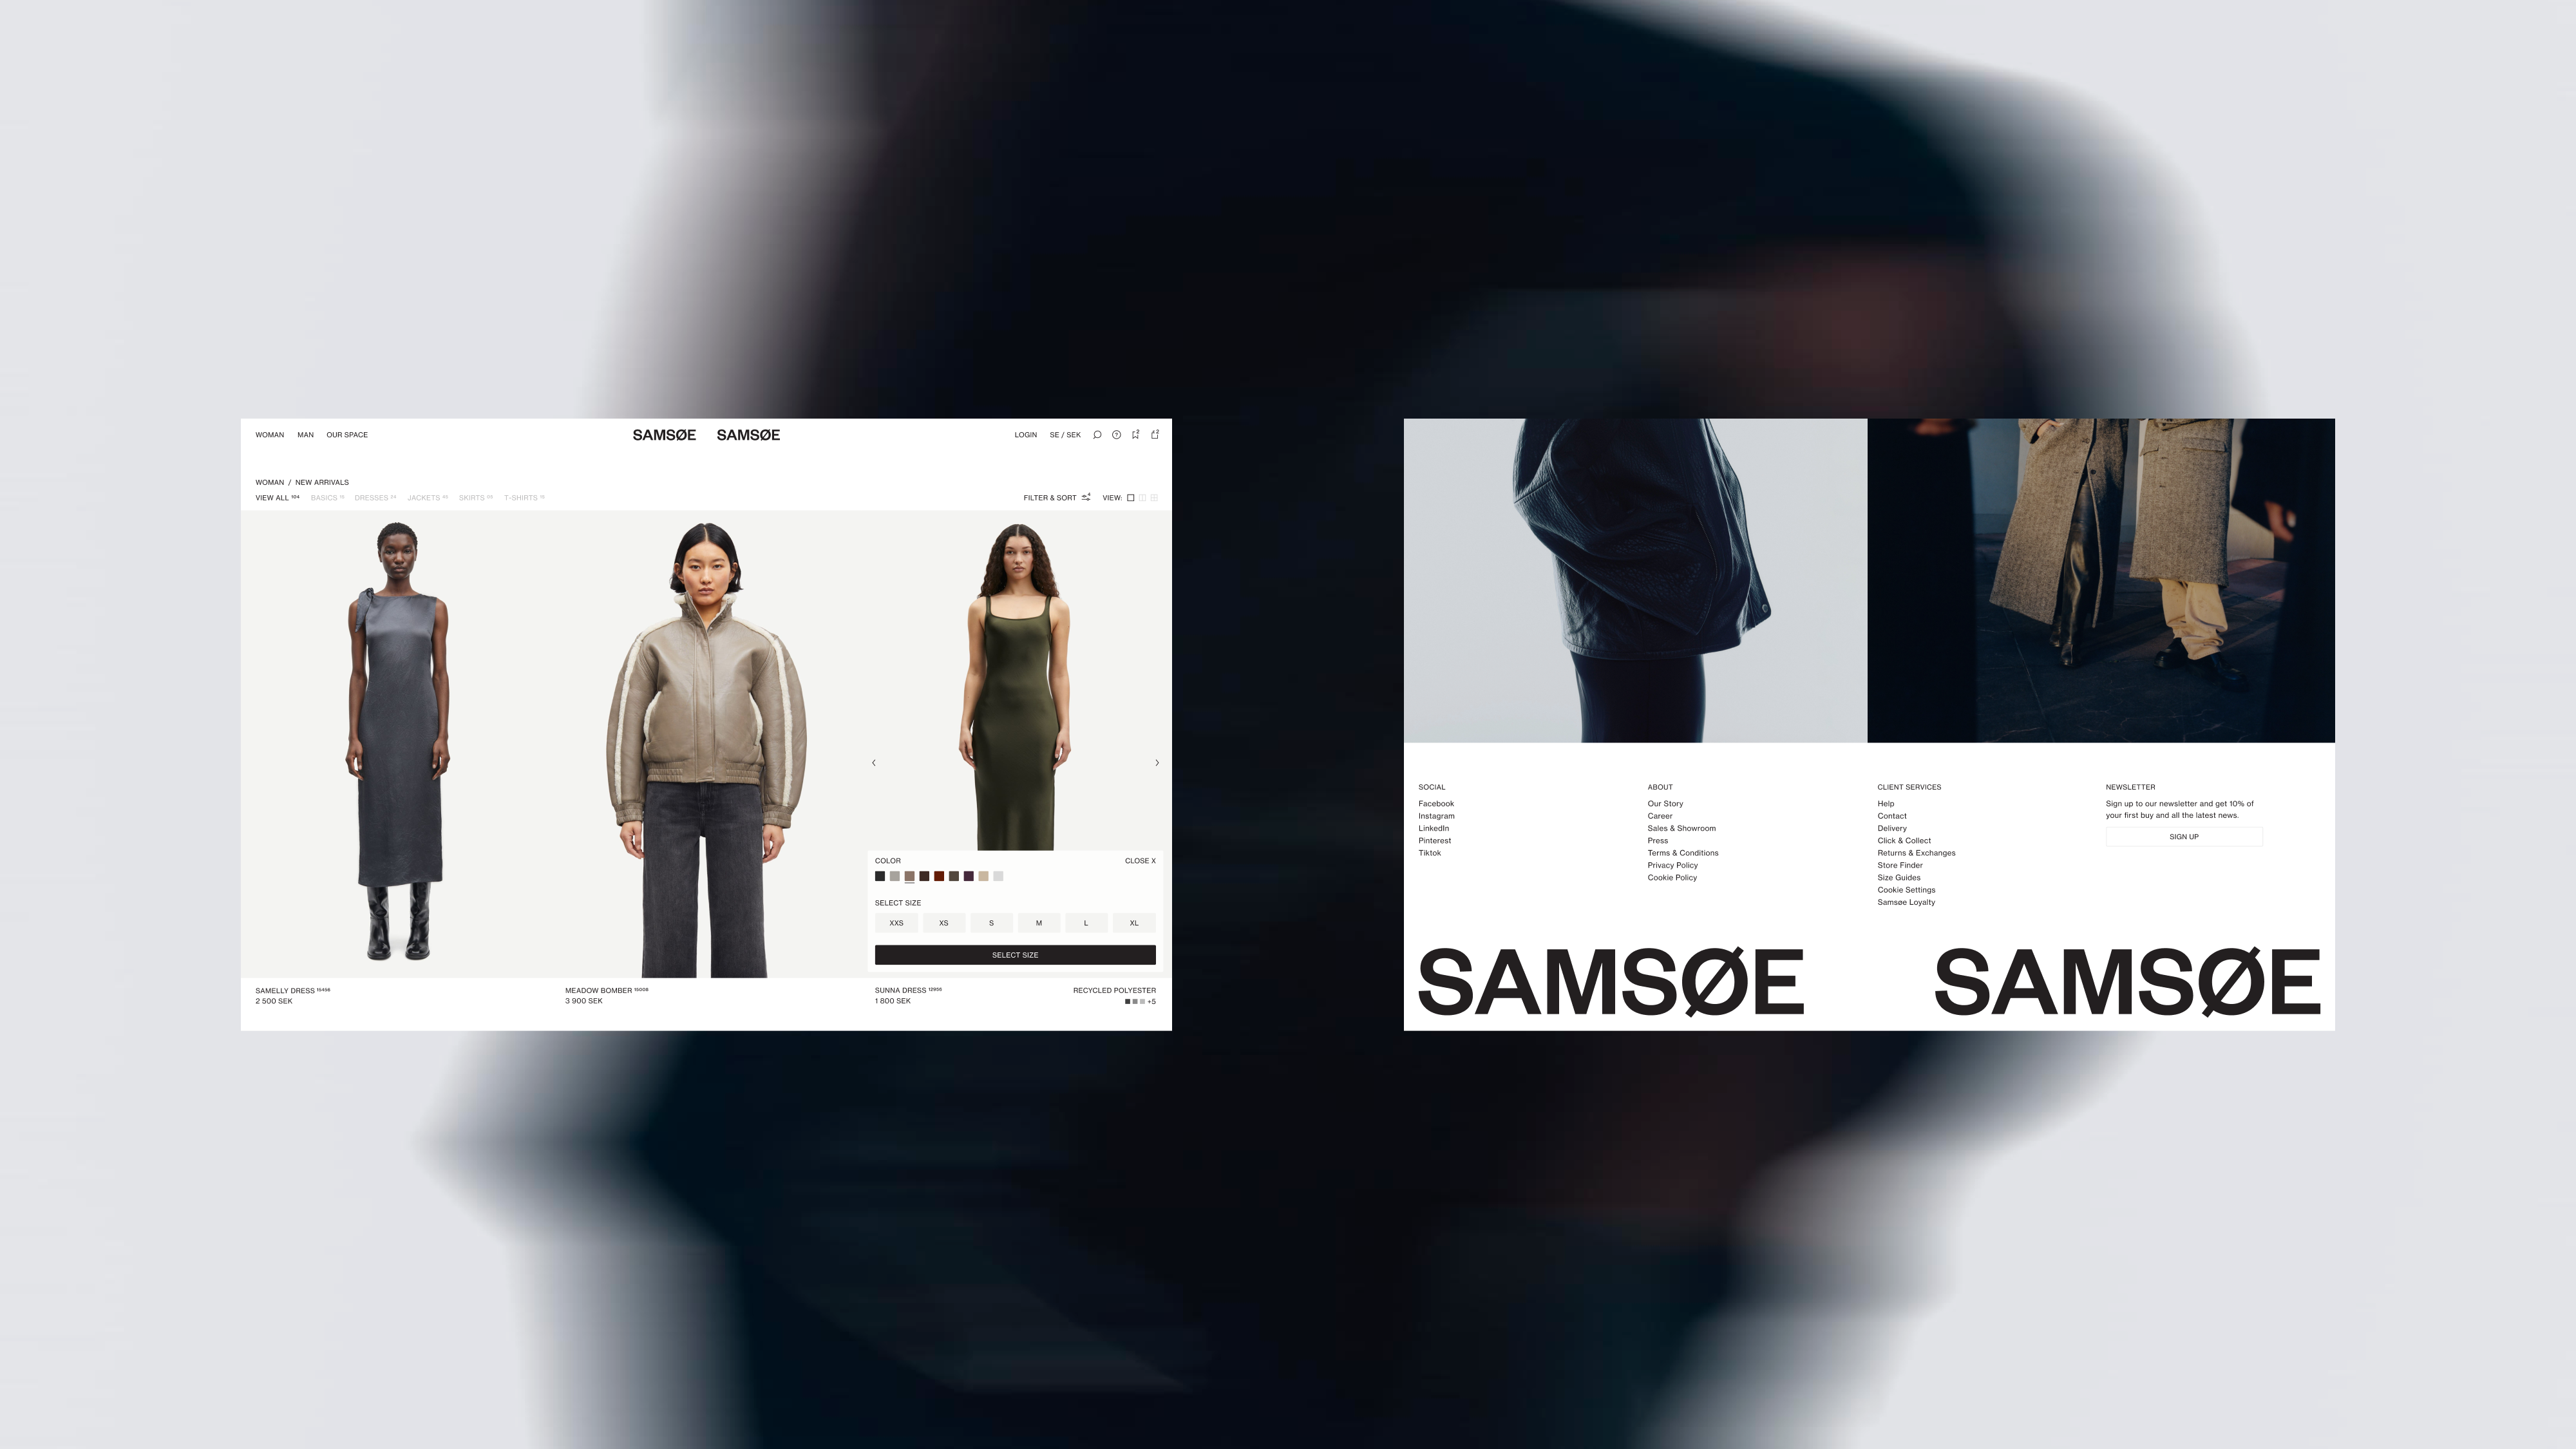 WOMAN MAN OUR SPACE
SAMSØE SAMSØE
LOGIN SE / SEK
WOMAN / NEW ARRIVALS
VIEW ALL 104 BASICS DRESSES JACKETS SKIRTS T-SHIRTS
FILTER & SORT VIEW:
COLOR CLOSE X
SELECT SIZE
XXS XS S M L XL
SELECT SIZE
SAMELLY DRESS 15458
2 500 SEK
MEADOW BOMBER 15008
3 900 SEK
SUNNA DRESS 12956
1 800 SEK
RECYCLED POLYESTER
+5
SOCIAL
Facebook
Instagram
LinkedIn
Pinterest
Tiktok
ABOUT
Our Story
Career
Sales & Showroom
Press
Terms & Conditions
Privacy Policy
Cookie Policy
CLIENT SERVICES
Help
Contact
Delivery
Click & Collect
Returns & Exchanges
Store Finder
Size Guides
Cookie Settings
Samsøe Loyalty
NEWSLETTER
Sign up to our newsletter and get 10% of
your first buy and all the latest news.
SIGN UP
SAMSØE SAMSØE